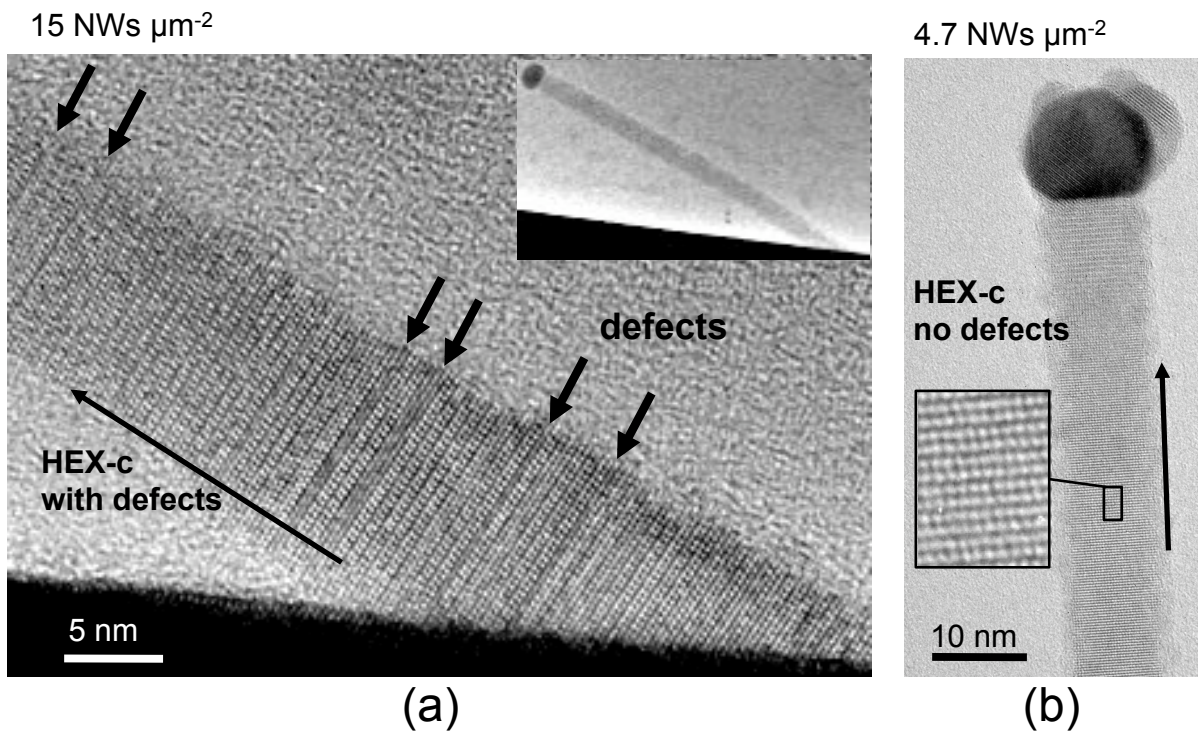 15 NWs µm-2
defects
HEX-c
with defects
5 nm
(a)
4.7 NWs µm-2
HEX-c
no defects
10 nm
(b)